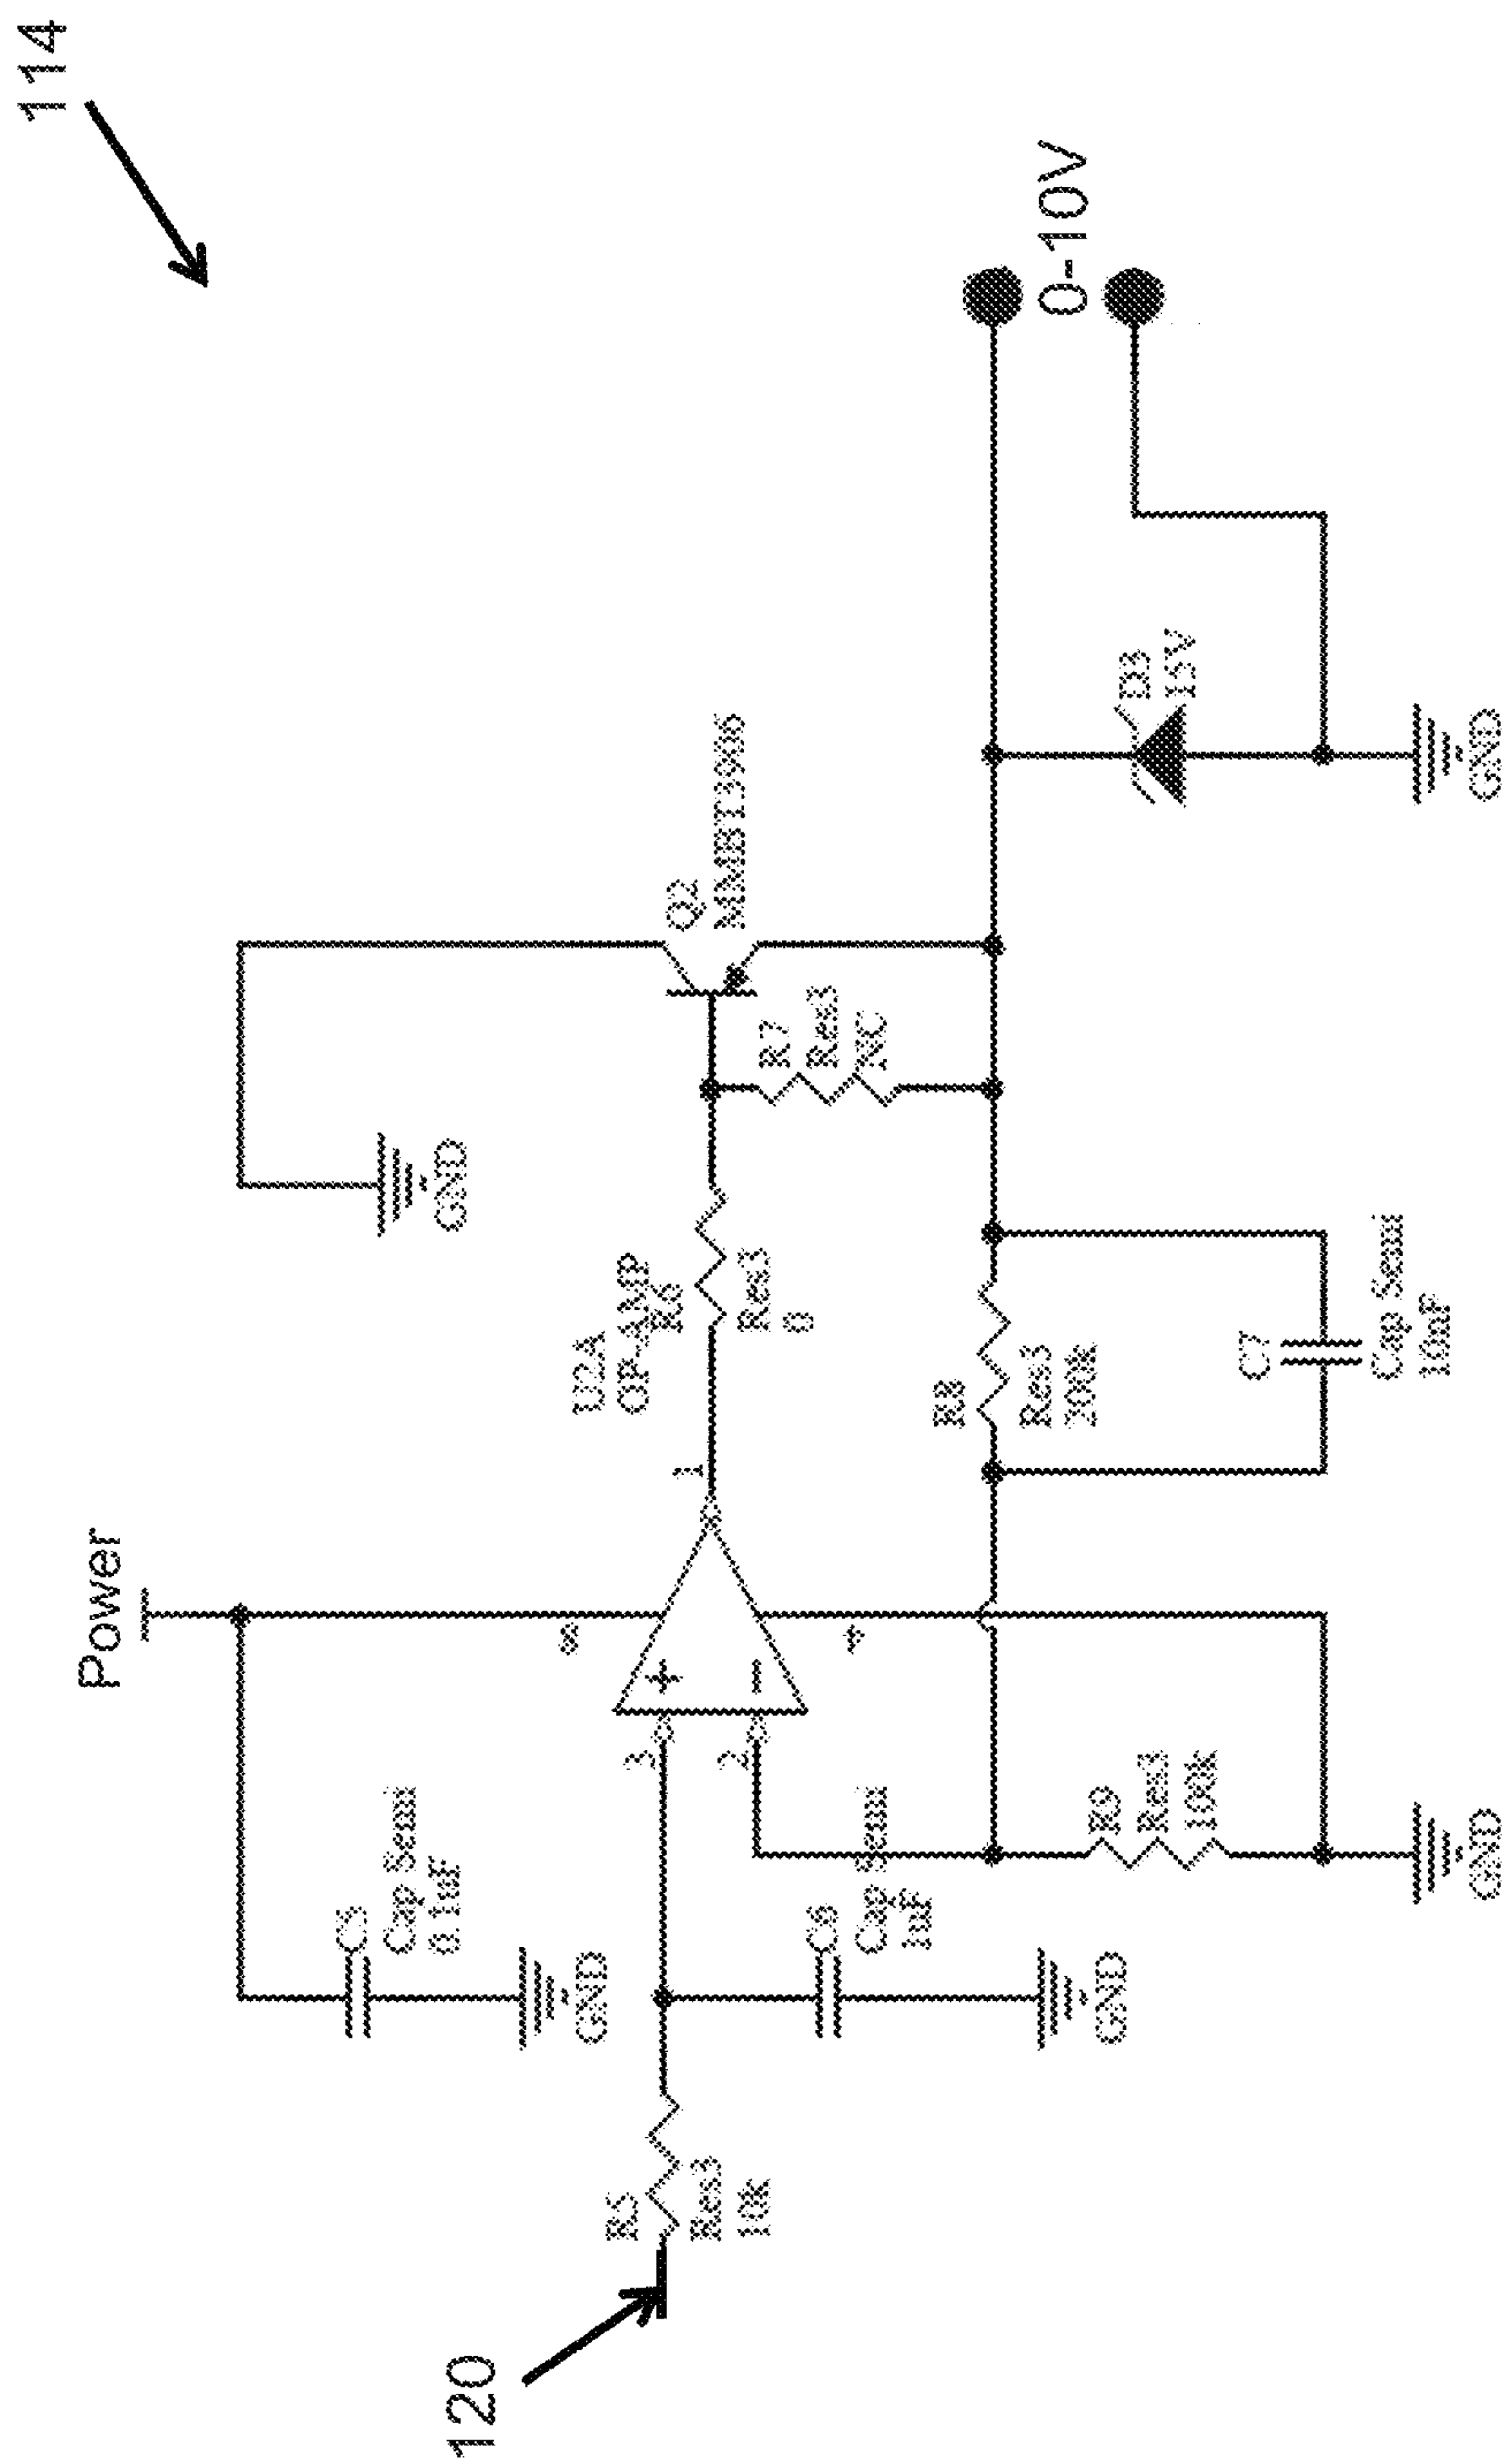 114
Power
C5
Cap Semi
0.1uF
GND
GND
U2A
OP-AMP
Q2
MMBT3906
120
R5
Res3
10k
3
2
8
4
1
R6
Res3
0
R7
Res3
NC
C6
Cap Semi
1uF
GND
R8
Res3
200k
0-10V
R9
Res3
100k
GND
C7
Cap Semi
10nF
D3
15V
GND